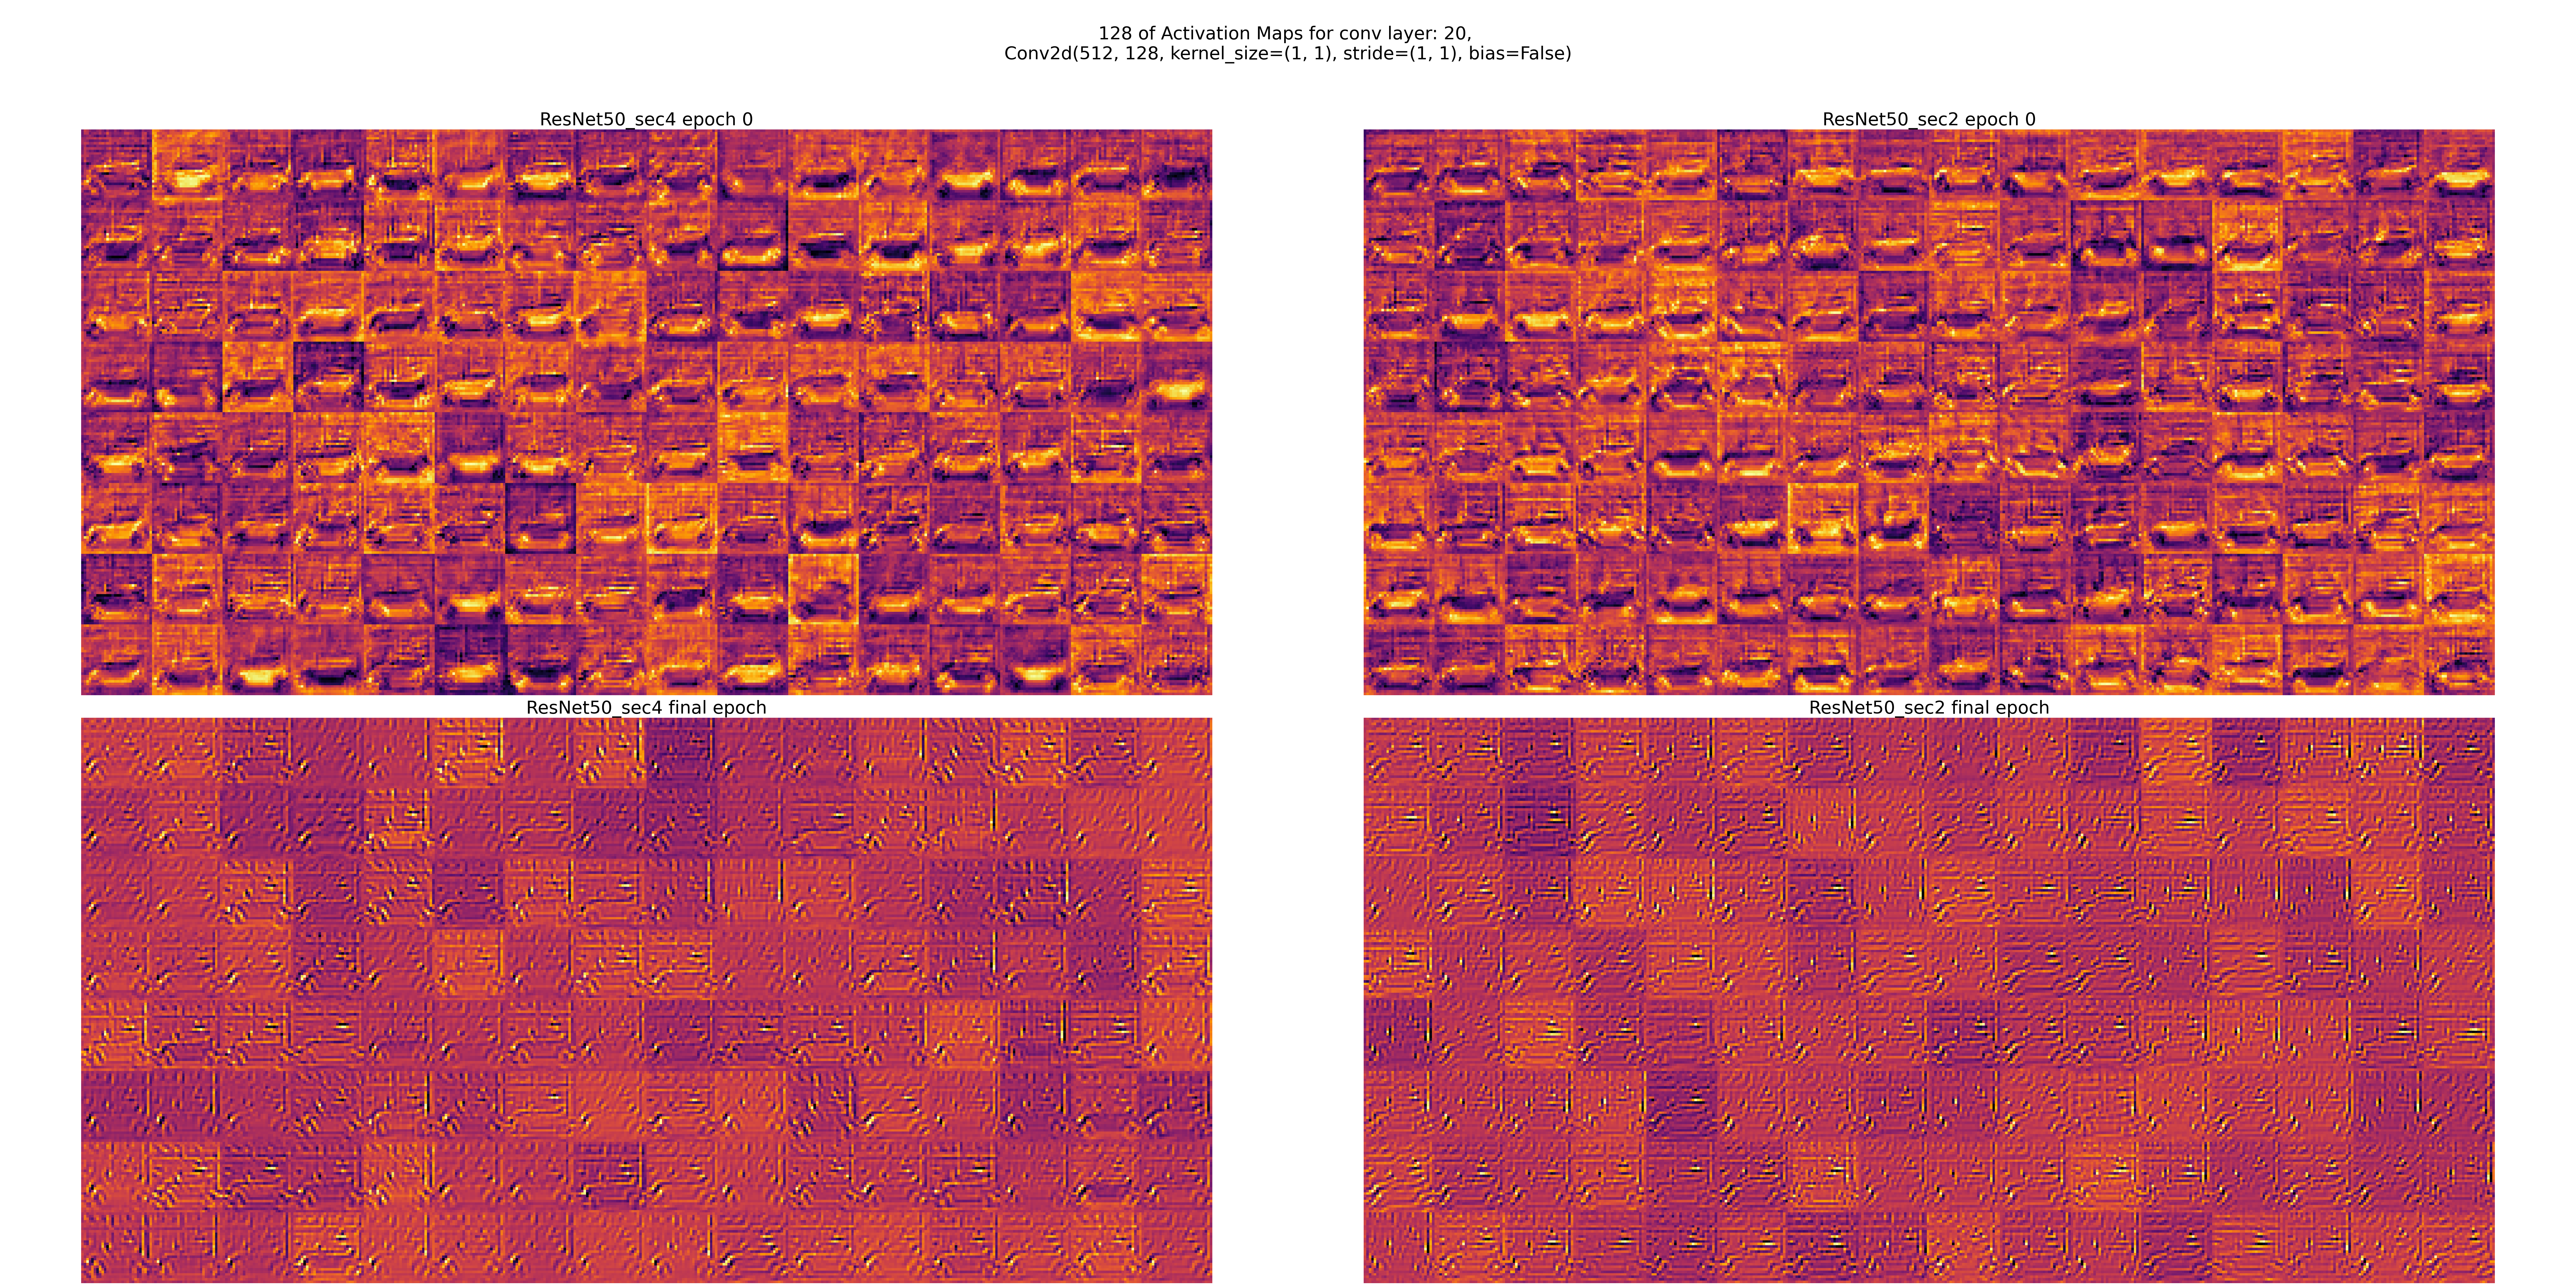 128 of Activation Maps for conv layer: 20,
Conv2d(512, 128, kernel_size=(1, 1), stride=(1, 1), bias=False)
ResNet50_sec4 epoch 0
ResNet50_sec2 epoch 0
ResNet50_sec4 final epoch
ResNet50_sec2 final epoch